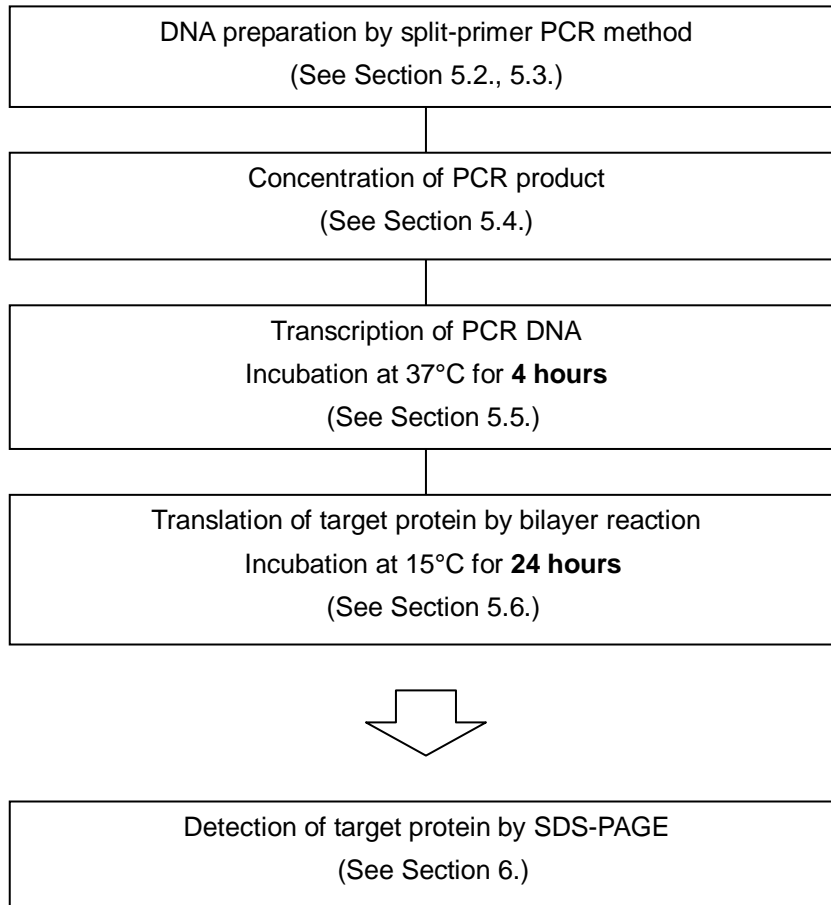 DNA preparation by split-primer PCR method
(See Section 5.2., 5.3.)
Concentration of PCR product
(See Section 5.4.)
Transcription of PCR DNA
Incubation at 37°C for 4 hours
(See Section 5.5.)
Translation of target protein by bilayer reaction
Incubation at 15°C for 24 hours
(See Section 5.6.)
Detection of target protein by SDS-PAGE
(See Section 6.)